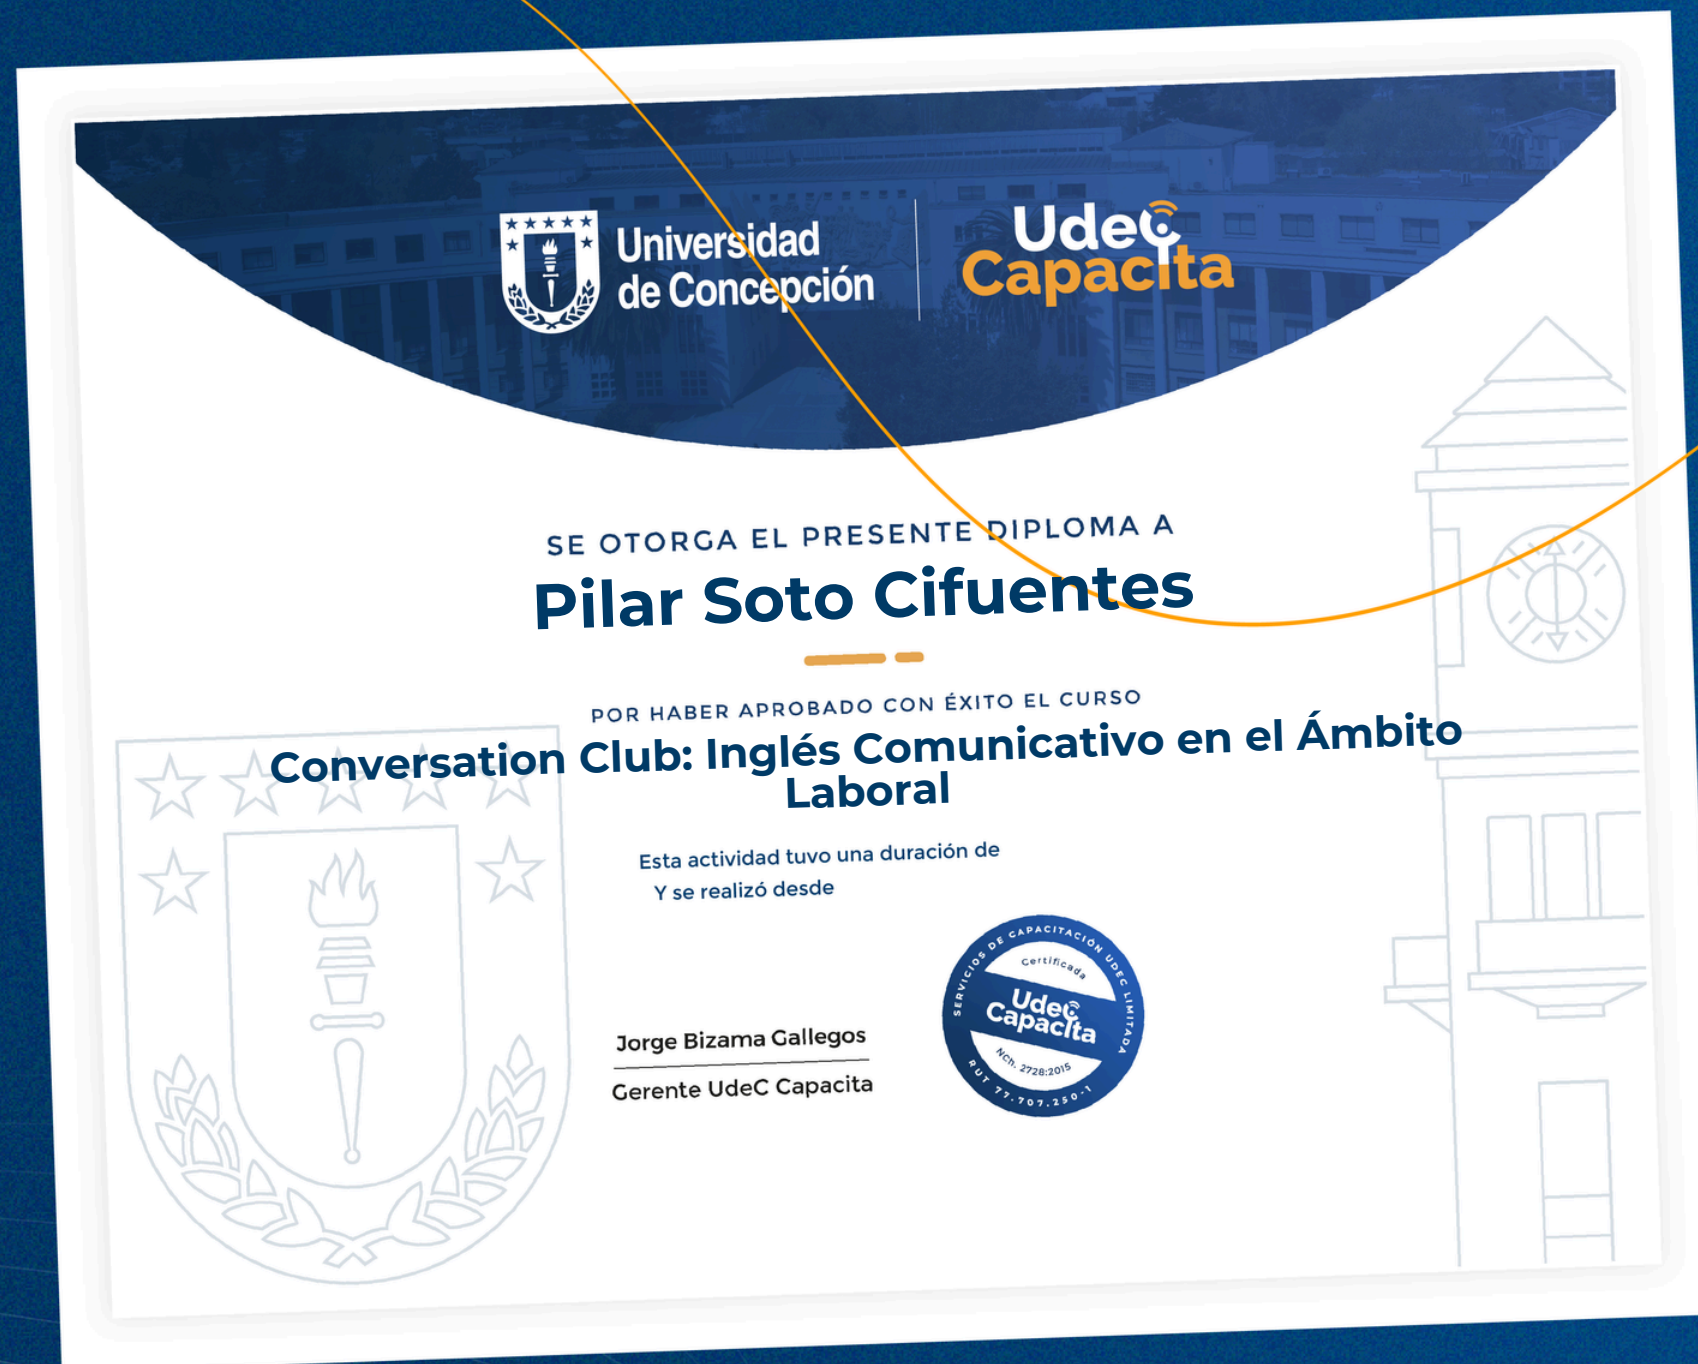 Universidad
de Concepción
UdeC
Capacita
SE OTORGA EL PRESENTE DIPLOMA A
Pilar Soto Cifuentes
POR HABER APROBADO CON ÉXITO EL CURSO
Conversation Club: Inglés Comunicativo en el Ámbito
Laboral
Esta actividad tuvo una duración de
Y se realizó desde
Jorge Bizama Gallegos
Gerente UdeC Capacita
SERVICIOS DE CAPACITACIÓN UDEC LIMITADA
Certificada
UdeC
Capacita
NCh. 2728:2015
RUT 77.707.250-1